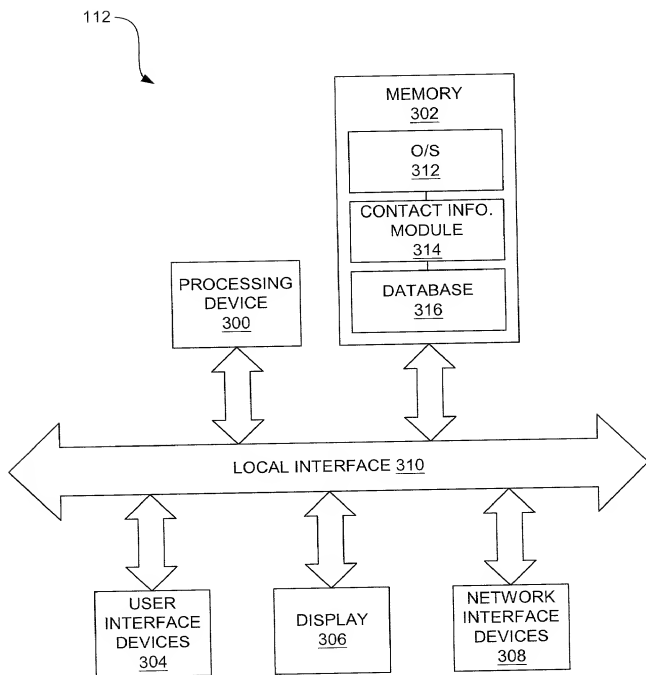 112
MEMORY
302
O/S
312
CONTACT INFO.
MODULE
314
DATABASE
316
PROCESSING
DEVICE
300
LOCAL INTERFACE 310
USER
INTERFACE
DEVICES 304
DISPLAY
306
NETWORK
INTERFACE
DEVICES
308